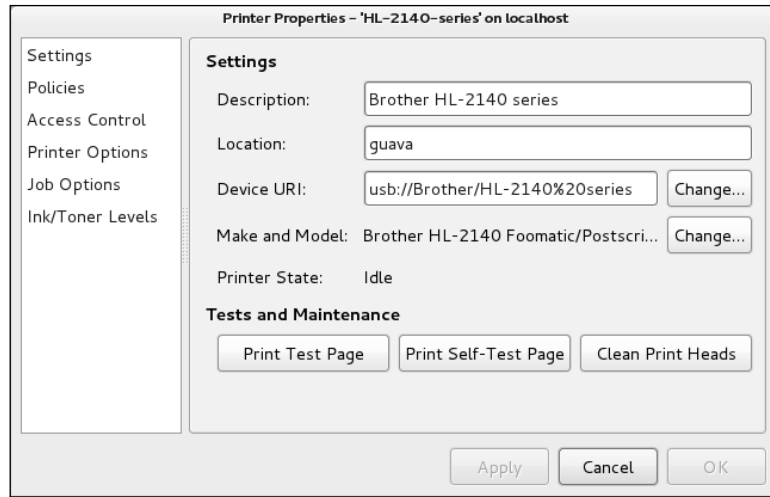 Printer Properties – 'HL-2140-series' on localhost
Settings
Policies
Access Control
Printer Options
Job Options
Ink/Toner Levels
Settings
Description: Brother HL-2140 series
Location: guava
Device URI: usb://Brother/HL-2140%20series Change...
Make and Model: Brother HL-2140 Foomatic/Postscri... Change...
Printer State: Idle
Tests and Maintenance
Print Test Page Print Self-Test Page Clean Print Heads
Apply Cancel OK